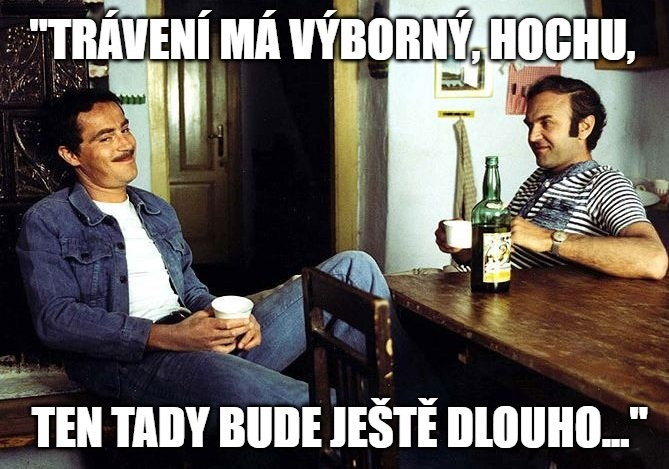 "TRÁVENÍ MÁ VÝBORNÝ, HOCHU,
TEN TADY BUDE JEŠTĚ DLOUHO..."